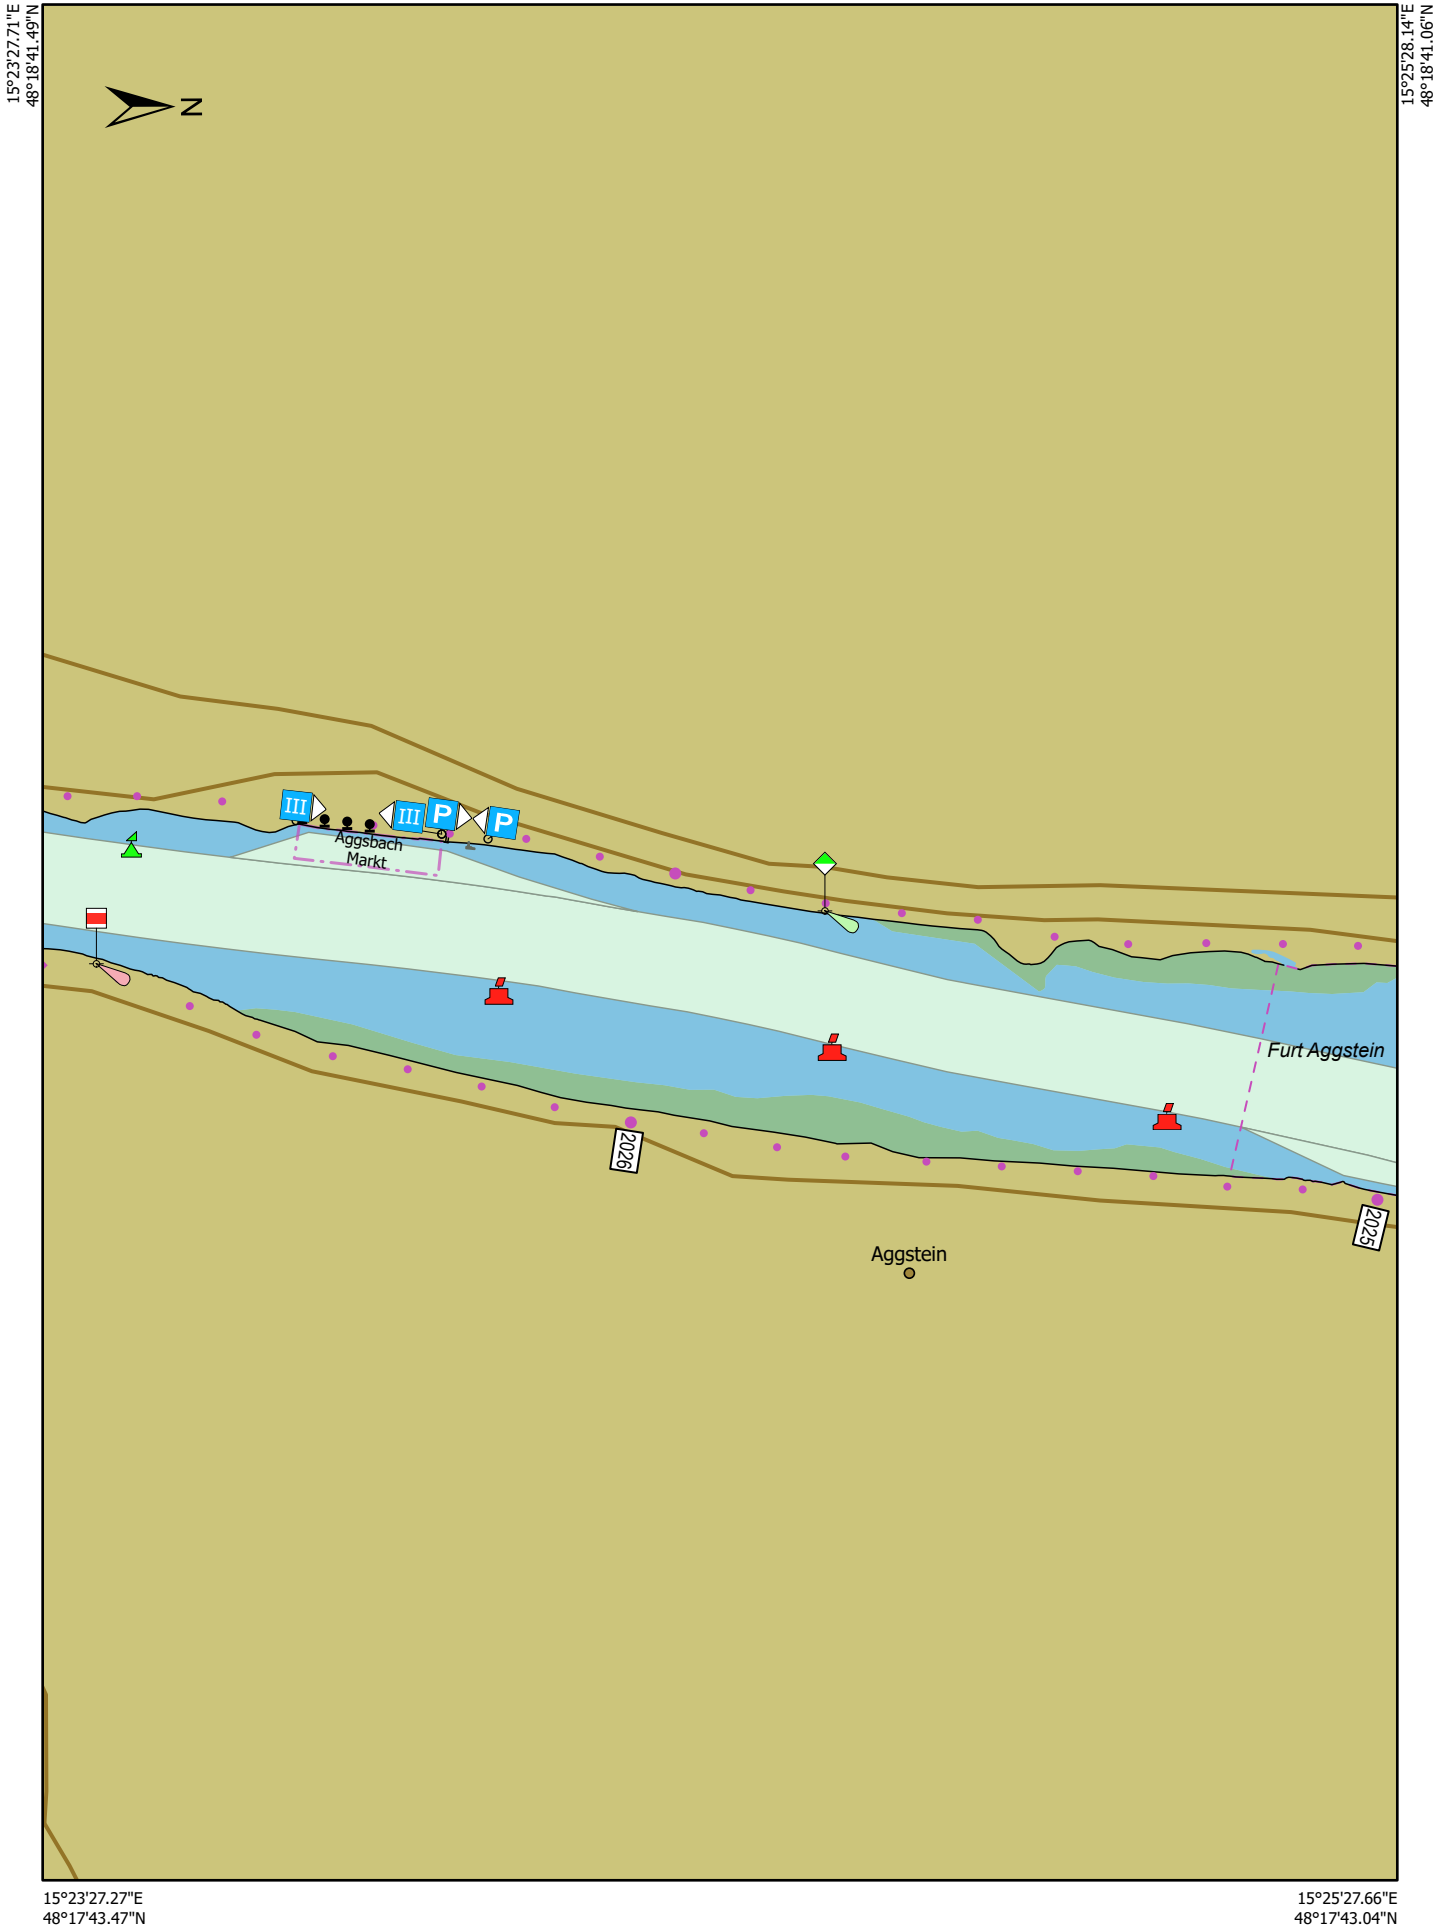 15°23'27.71"E
48°18'41.49"N
15°25'28.14"E
48°18'41.06"N
N
III
III
P
P
Aggsbach
Markt
Furt Aggstein
2026
2025
Aggstein
15°23'27.27"E
48°17'43.47"N
15°25'27.66"E
48°17'43.04"N